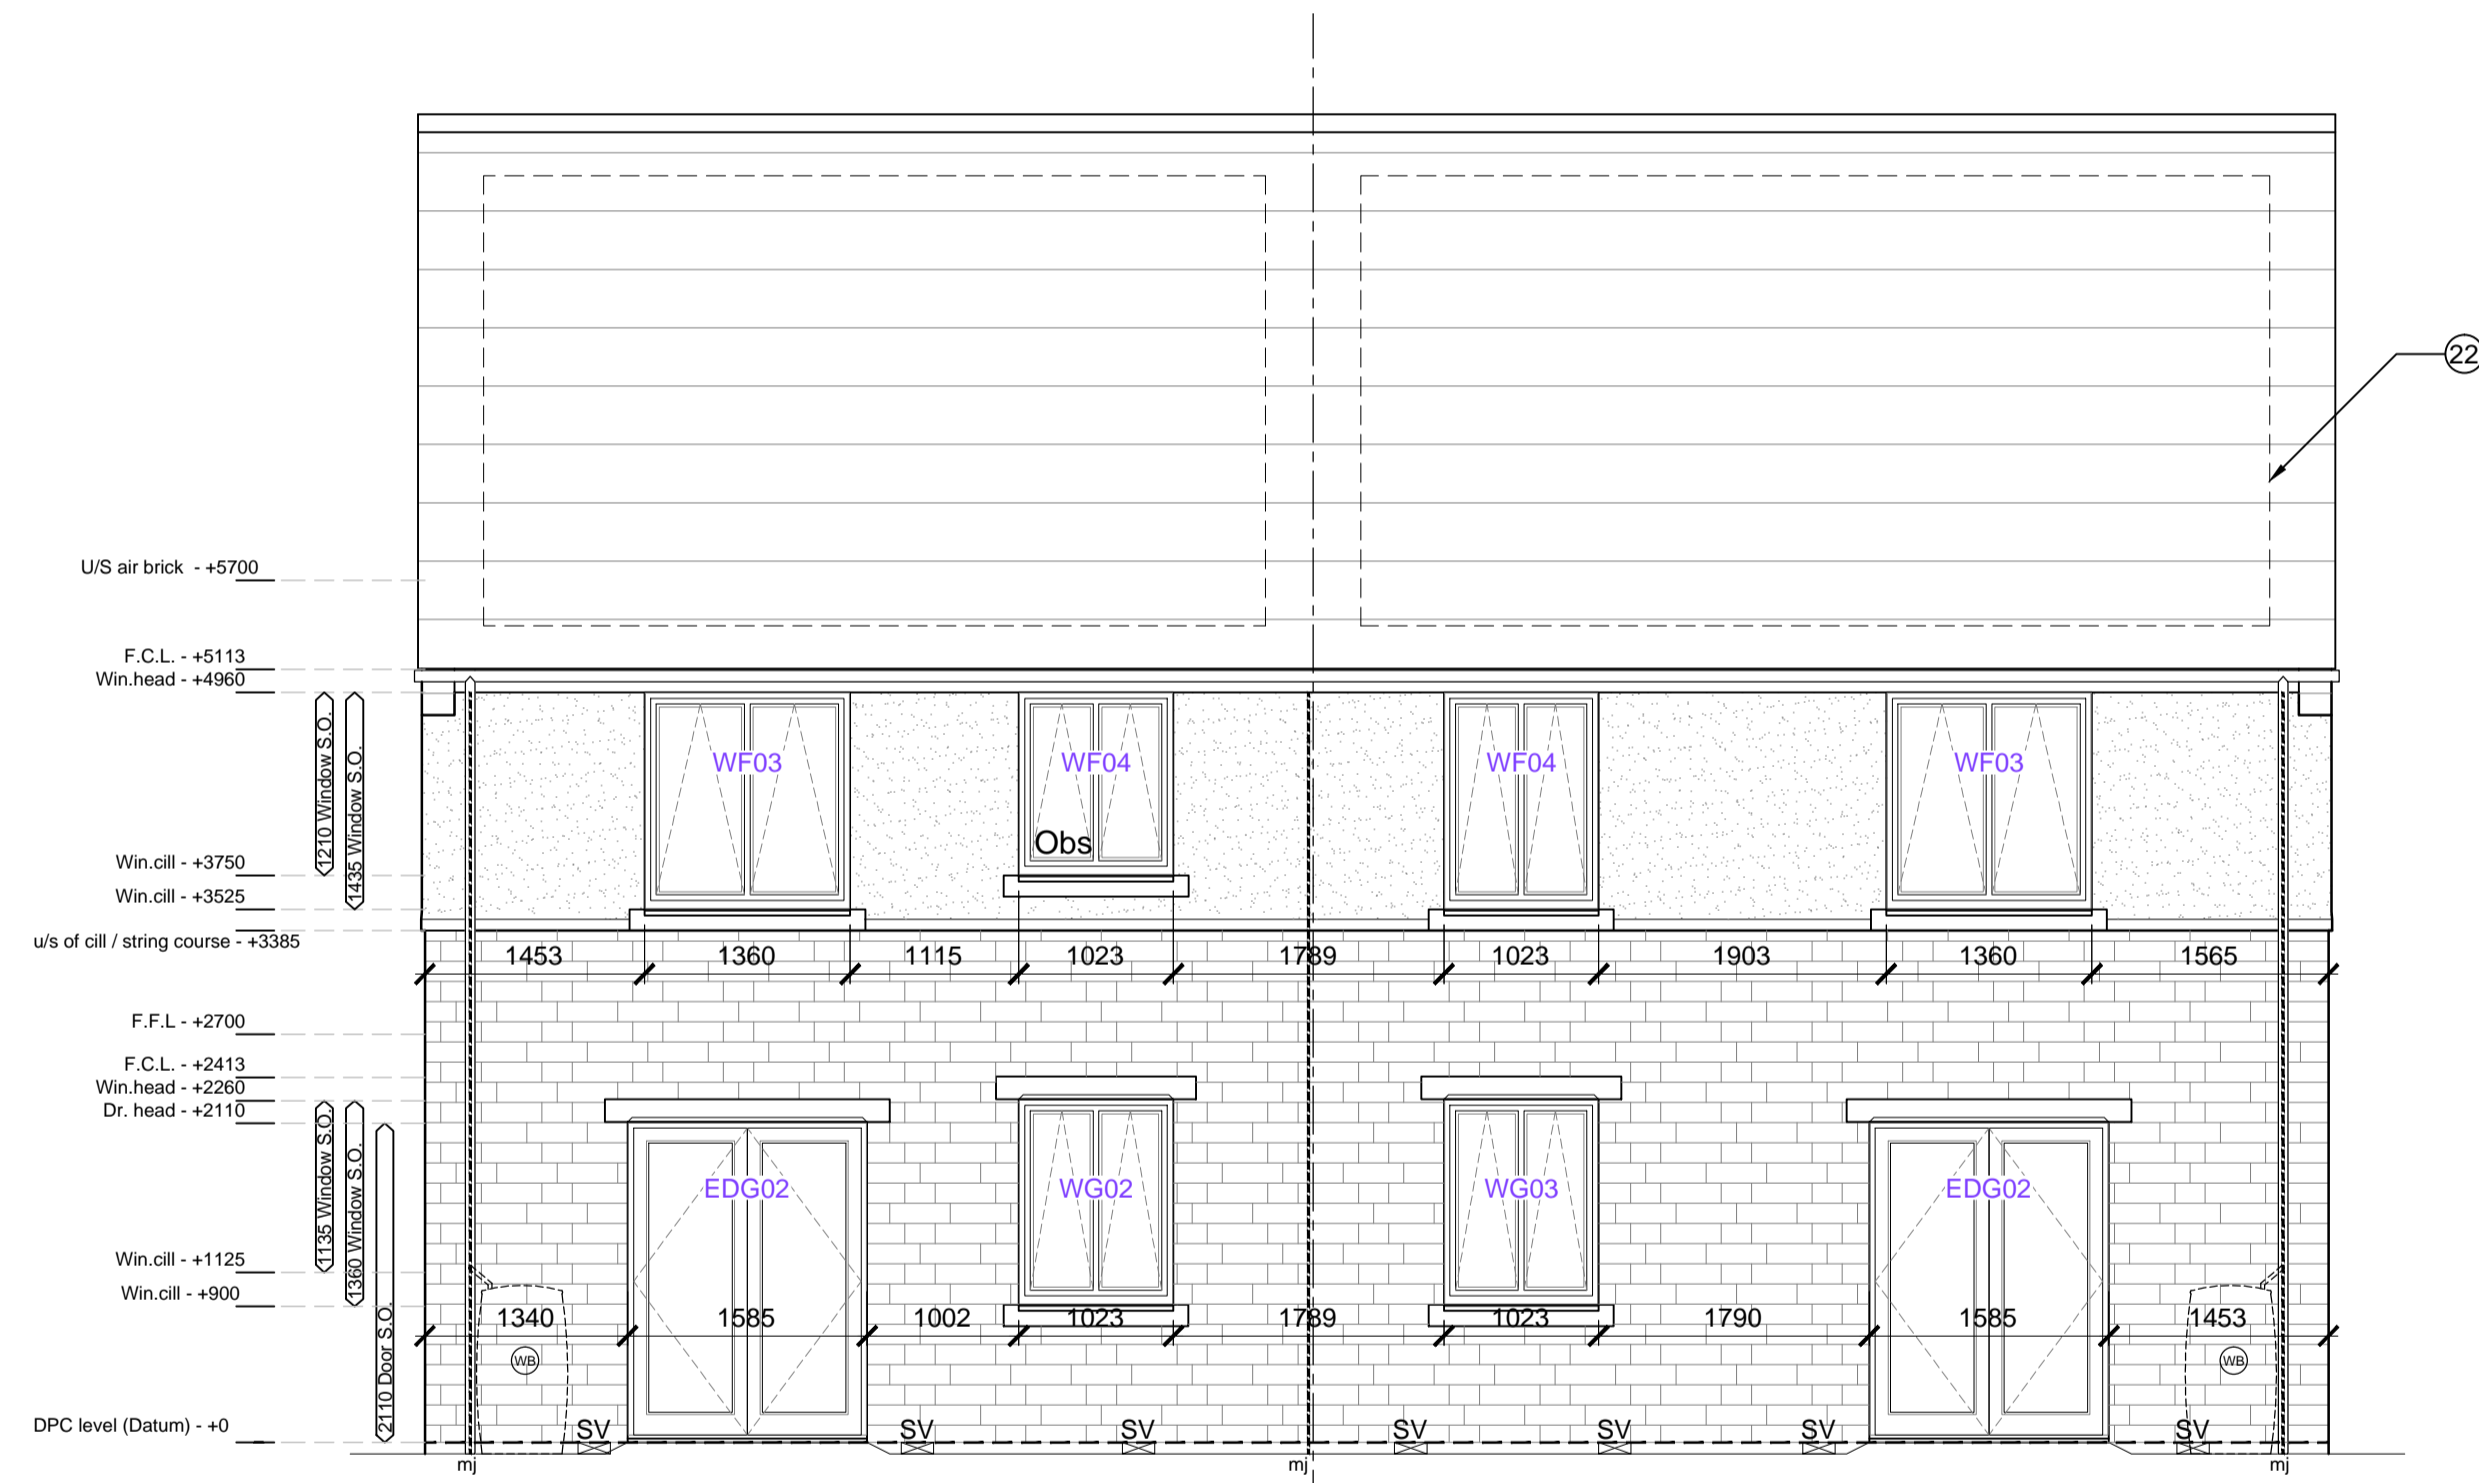 22
U/S air brick - +5700
F.C.L. - +5113
Win.head - +4960
1210 Window S.O.
1435 Window S.O.
WF03 WF04 WF04 WF03
Obs
Win.cill - +3750
Win.cill - +3525
u/s of cill / string course - +3385
1453 1360 1115 1023 1789 1023 1903 1360 1565
F.F.L - +2700
F.C.L. - +2413
Win.head - +2260
Dr. head - +2110
1135 Window S.O.
1360 Window S.O.
2110 Door S.O.
EDG02 WG02 WG03 EDG02
Win.cill - +1125
Win.cill - +900
1340 1585 1002 1023 1789 1023 1790 1585 1453
WB WB
DPC level (Datum) - +0
SV SV SV SV SV SV SV
mj mj mj